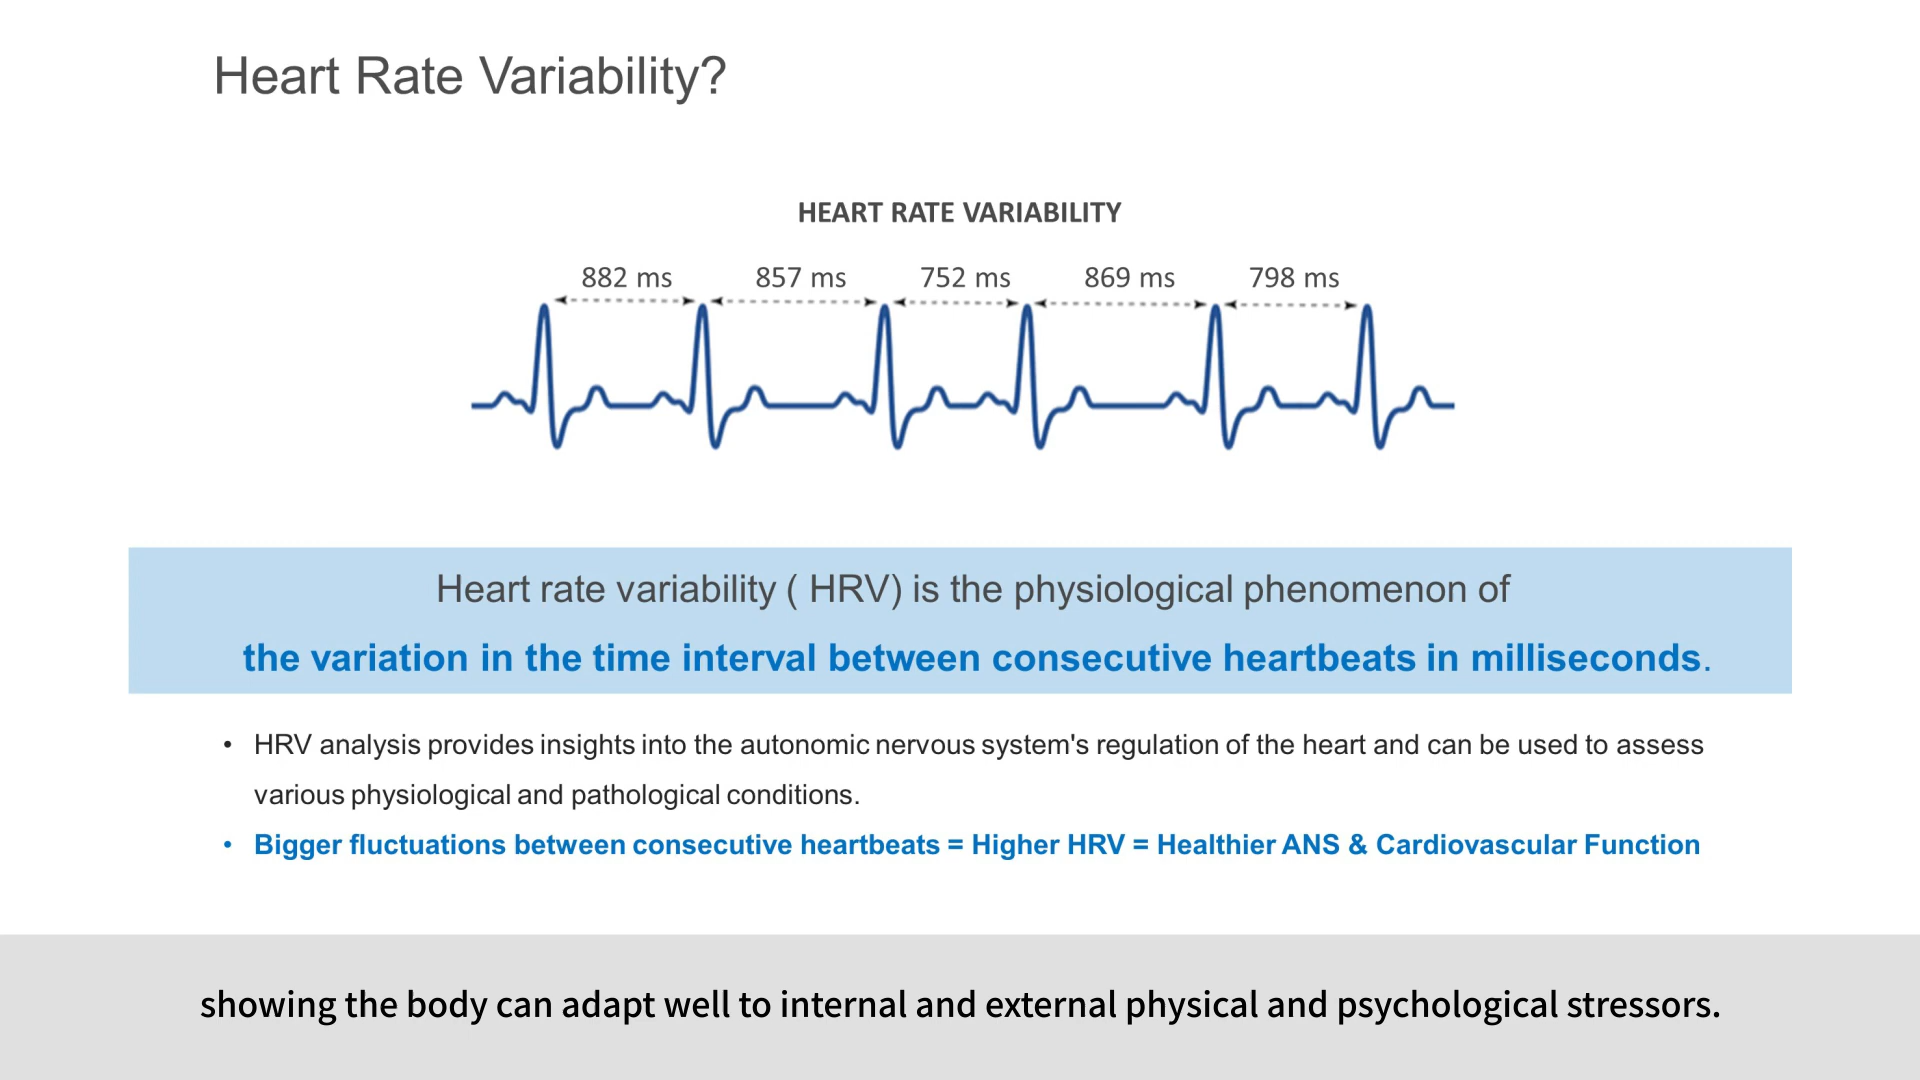 Heart Rate Variability?
HEART RATE VARIABILITY
882 ms 857 ms 752 ms 869 ms 798 ms
Heart rate variability ( HRV) is the physiological phenomenon of
the variation in the time interval between consecutive heartbeats in milliseconds.
• HRV analysis provides insights into the autonomic nervous system's regulation of the heart and can be used to assess
various physiological and pathological conditions.
• Bigger fluctuations between consecutive heartbeats = Higher HRV = Healthier ANS & Cardiovascular Function
showing the body can adapt well to internal and external physical and psychological stressors.